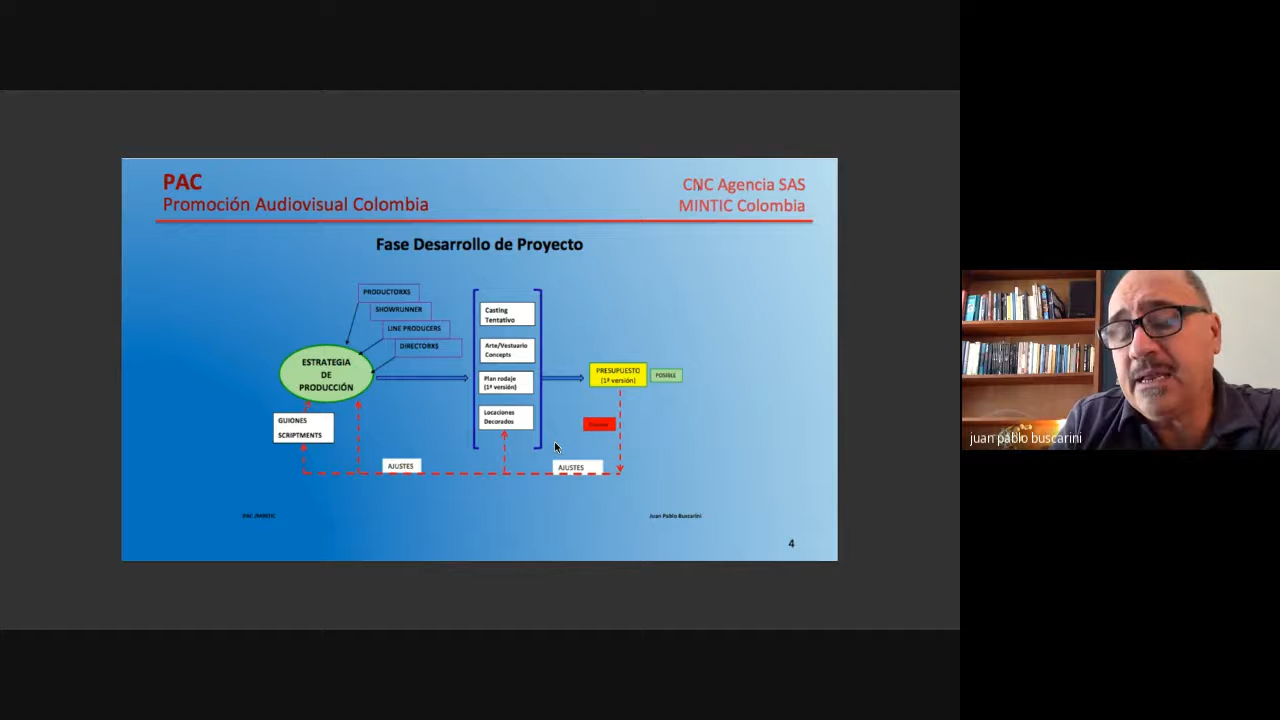 PAC
Promoción Audiovisual Colombia
CNC Agencia SAS
MINTIC Colombia
Fase Desarrollo de Proyecto
PRODUCTORXS
SHOWRUNNER
LINE PRODUCERS
DIRECTORXS
ESTRATEGIA
DE
PRODUCCIÓN
GUIONES
SCRIPTMENTS
Casting
Tentativo
Arte/Vestuario
Concepts
Plan rodaje
(1ª versión)
Locaciones
Decorados
PRESUPUESTO
(1ª versión)
POSIBLE
AJUSTES
AJUSTES
PAC /MINTIC
Juan Pablo Buscarini
4
juan pablo buscarini